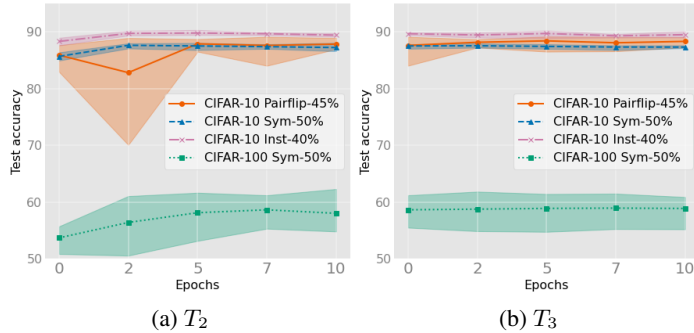 90
80
70
60
50
Test accuracy
CIFAR-10 Pairflip-45%
CIFAR-10 Sym-50%
CIFAR-10 Inst-40%
CIFAR-100 Sym-50%
0 2 5 7 10
Epochs
(a) T₂
90
80
70
60
50
Test accuracy
CIFAR-10 Pairflip-45%
CIFAR-10 Sym-50%
CIFAR-10 Inst-40%
CIFAR-100 Sym-50%
0 2 5 7 10
Epochs
(b) T₃